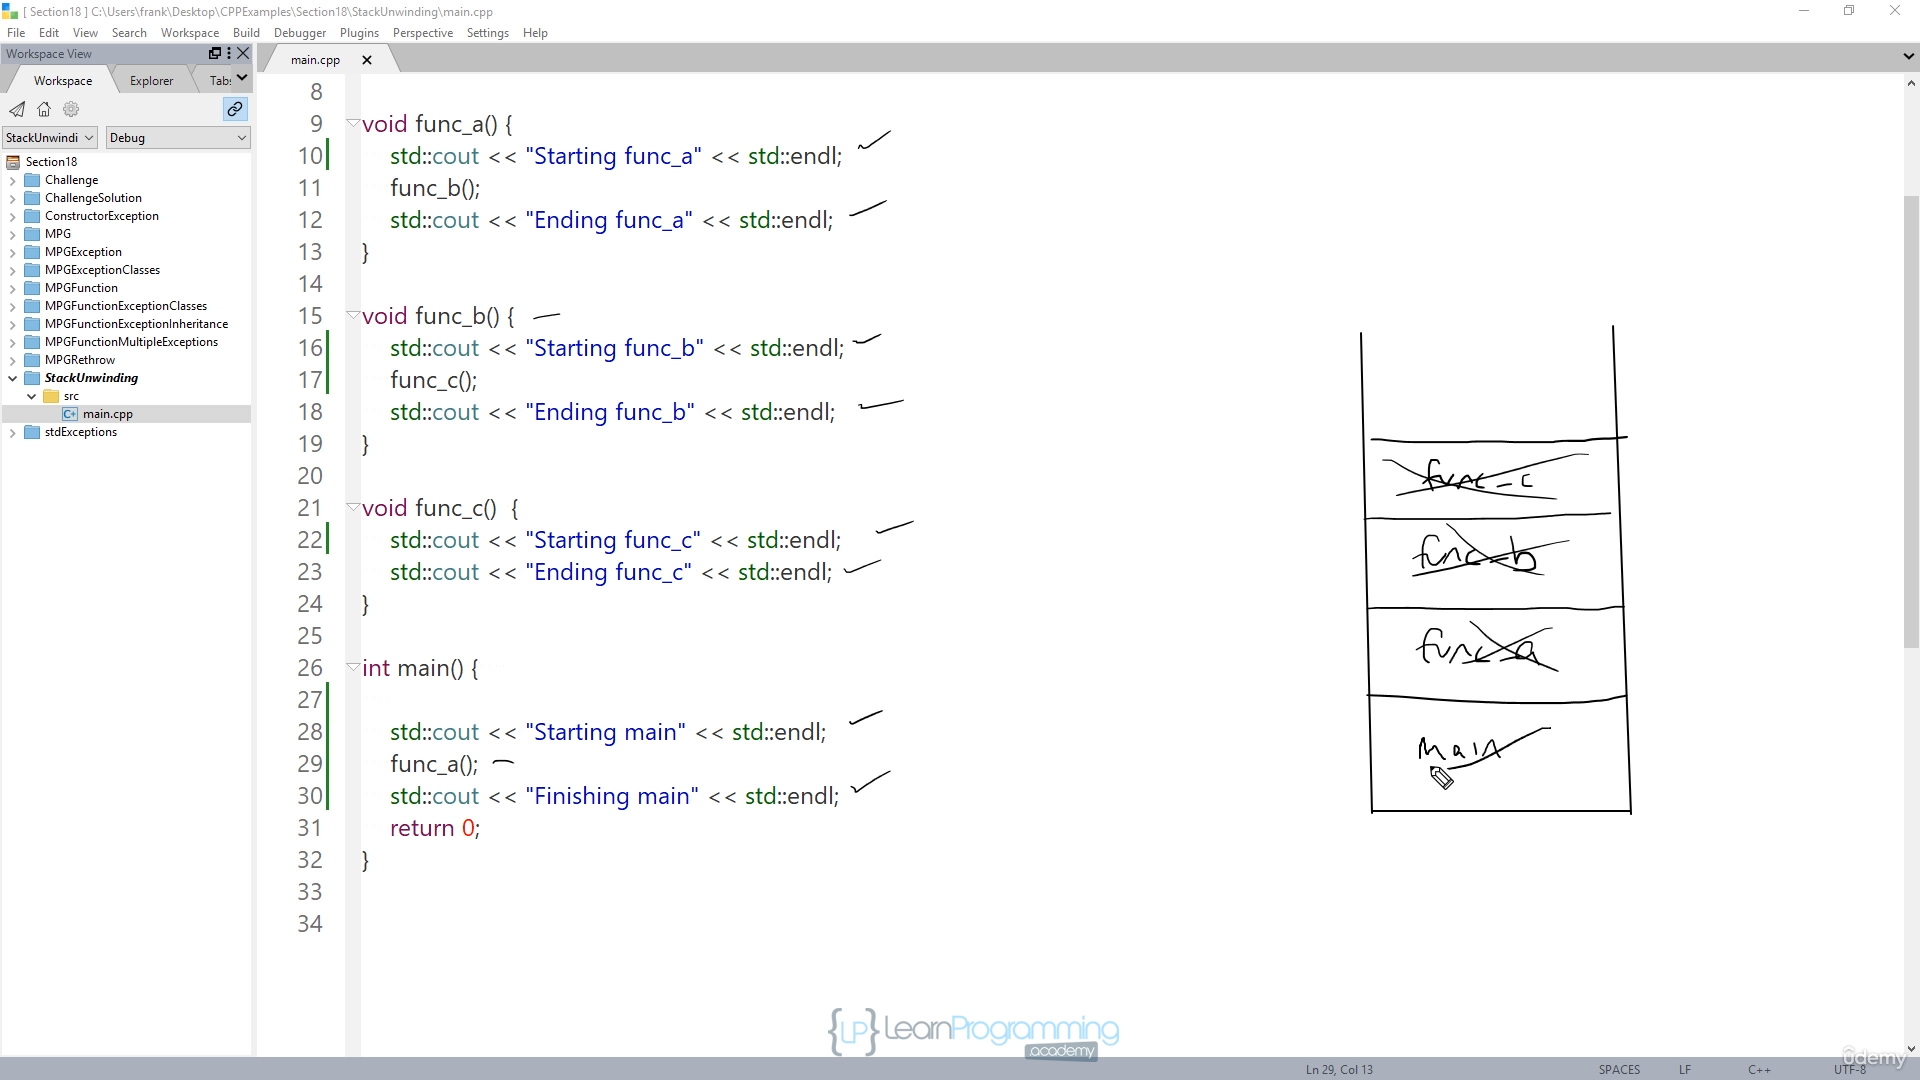 [ Section18 ] C:\Users\frank\Desktop\CPPExamples\Section18\StackUnwinding\main.cpp
File Edit View Search Workspace Build Debugger Plugins Perspective Settings Help
Workspace View
Workspace Explorer Tabs
StackUnwindi Debug
Section18
Challenge
ChallengeSolution
ConstructorException
MPG
MPGException
MPGExceptionClasses
MPGFunction
MPGFunctionExceptionClasses
MPGFunctionExceptionInheritance
MPGFunctionMultipleExceptions
MPGRethrow
StackUnwinding
src
main.cpp
stdExceptions
main.cpp
8
9 void func_a() {
10 std::cout << "Starting func_a" << std::endl;
11 func_b();
12 std::cout << "Ending func_a" << std::endl;
13 }
14
15 void func_b() {
16 std::cout << "Starting func_b" << std::endl;
17 func_c();
18 std::cout << "Ending func_b" << std::endl;
19 }
20
21 void func_c()  {
22 std::cout << "Starting func_c" << std::endl;
23 std::cout << "Ending func_c" << std::endl;
24 }
25
26 int main() {
27
28 std::cout << "Starting main" << std::endl;
29 func_a();
30 std::cout << "Finishing main" << std::endl;
31 return 0;
32 }
33
34
func_c
func_b
func_a
main
{LP} LearnProgramming
academy
udemy
Ln 29, Col 13 SPACES LF C++ UTF-8